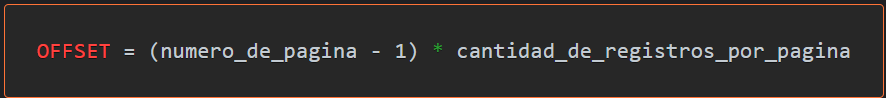 OFFSET = (numero_de_pagina - 1) * cantidad_de_registros_por_pagina